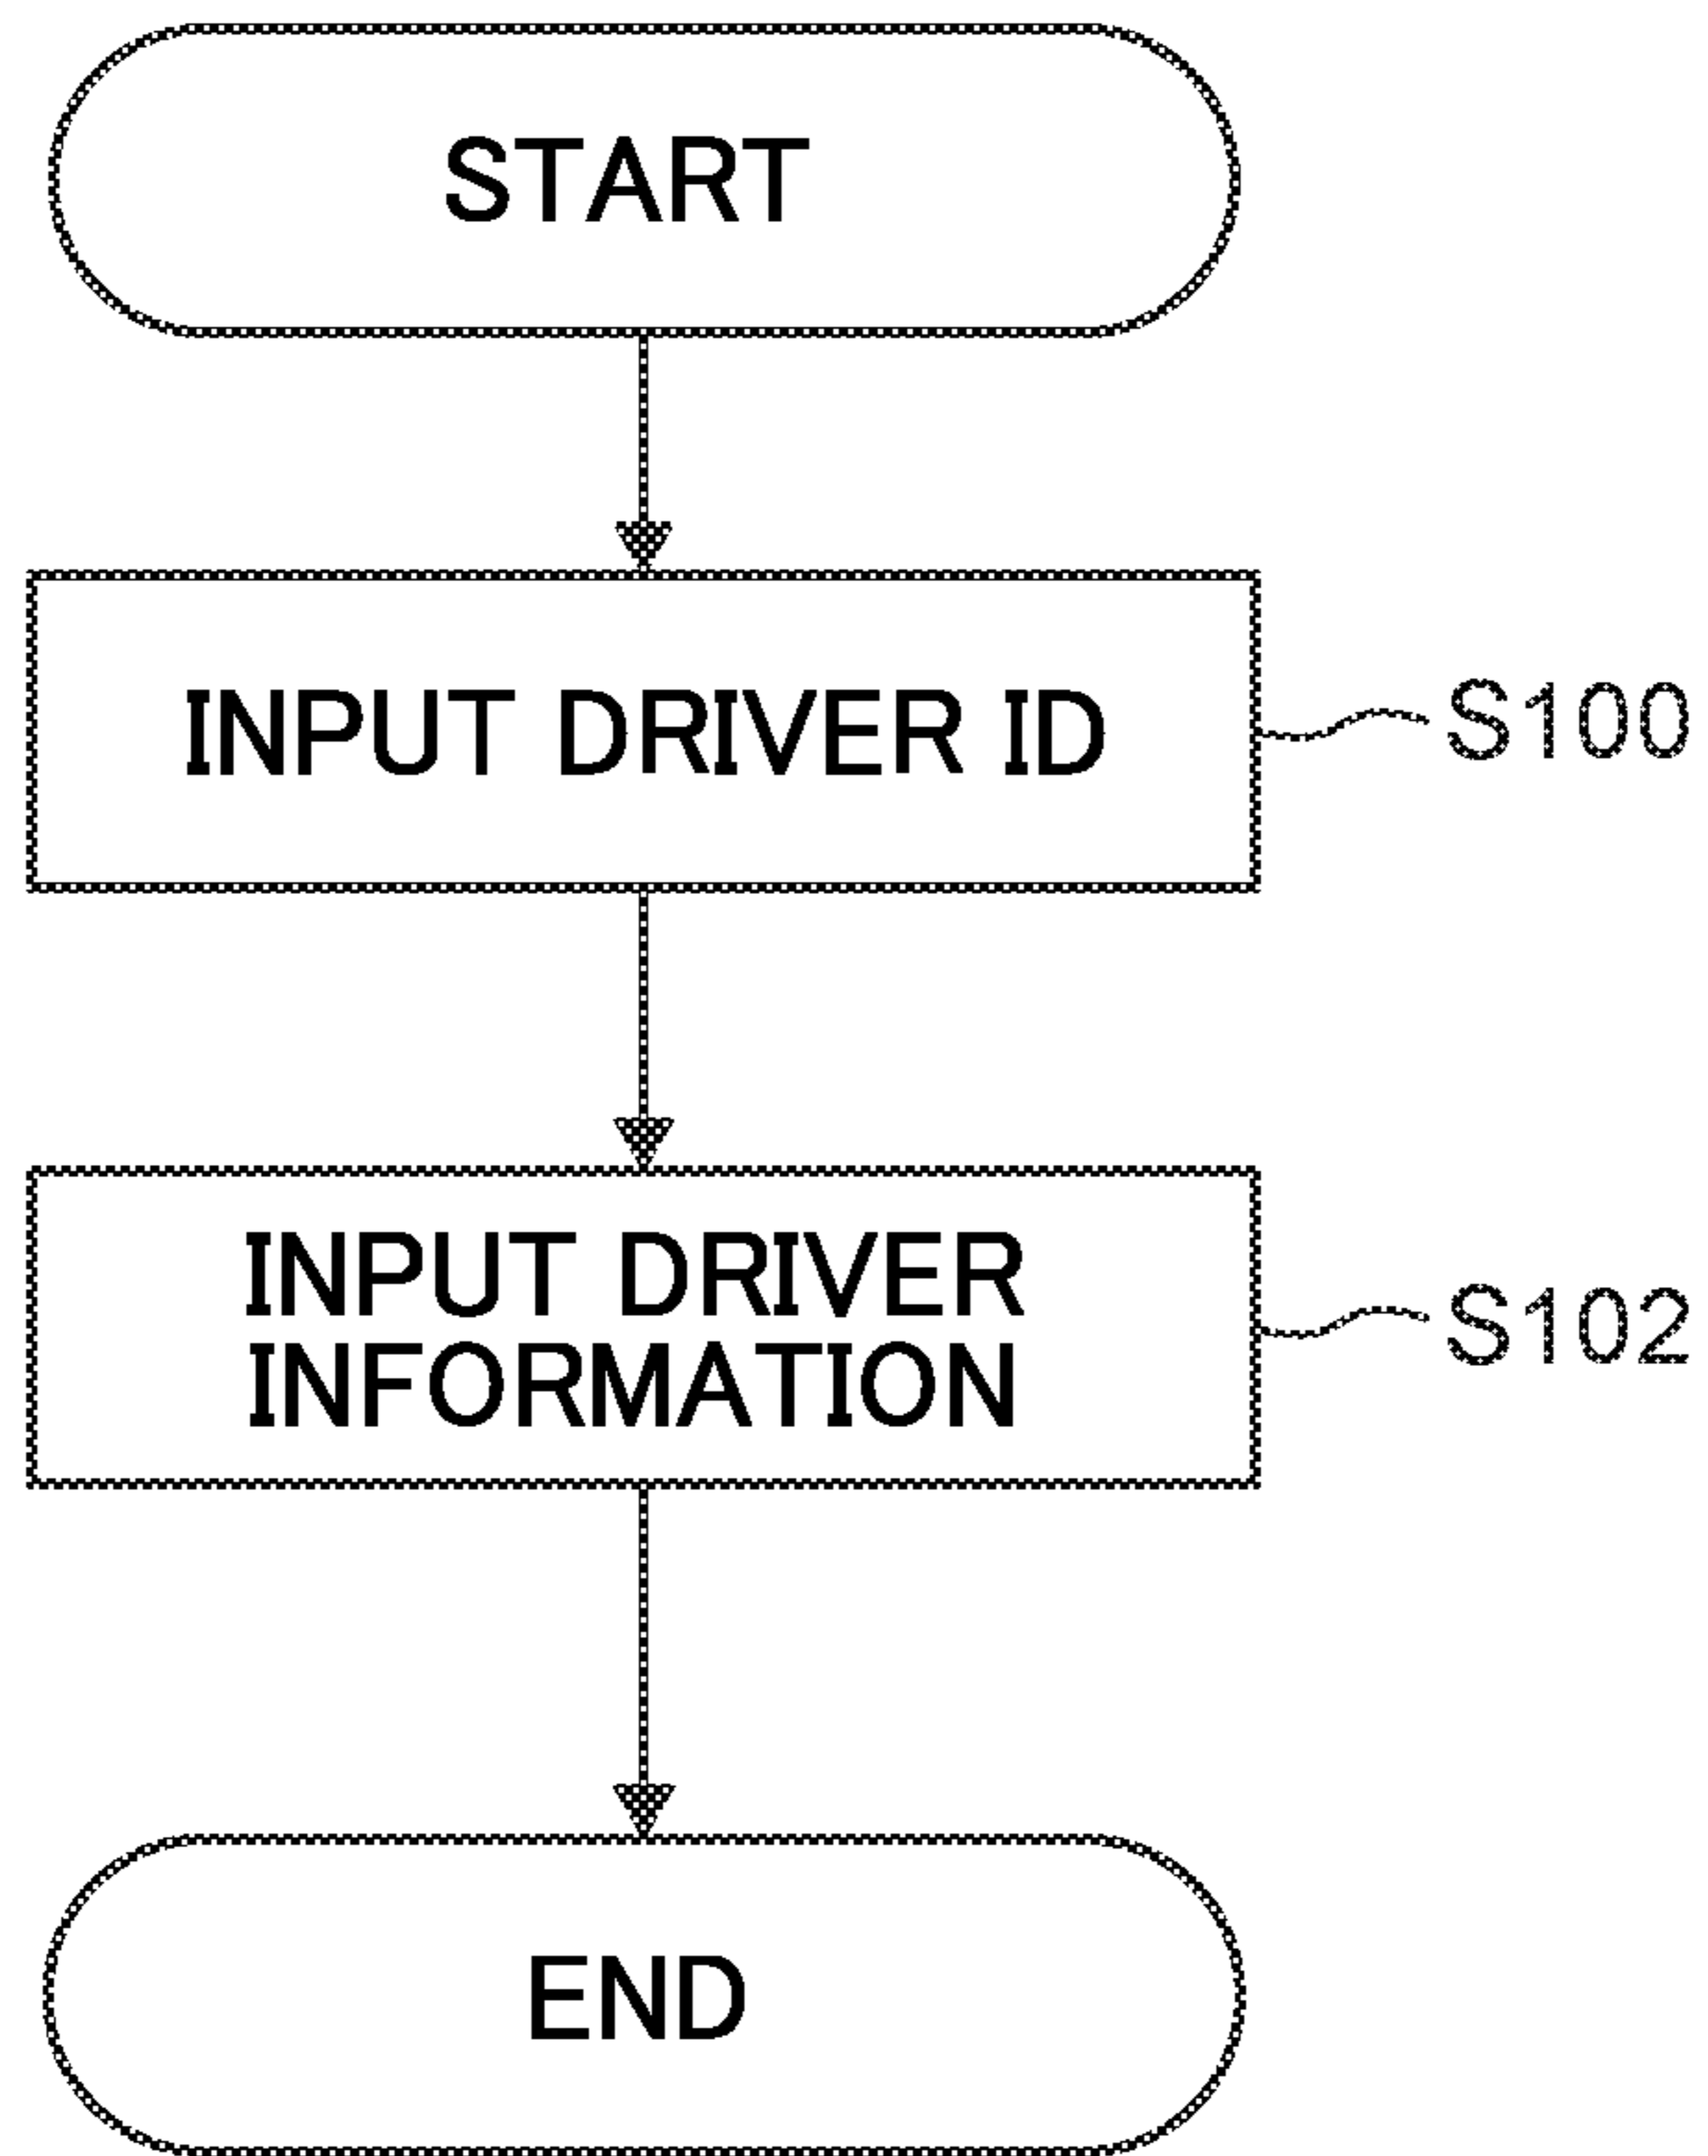 START
INPUT DRIVER ID
S100
INPUT DRIVER
INFORMATION
S102
END